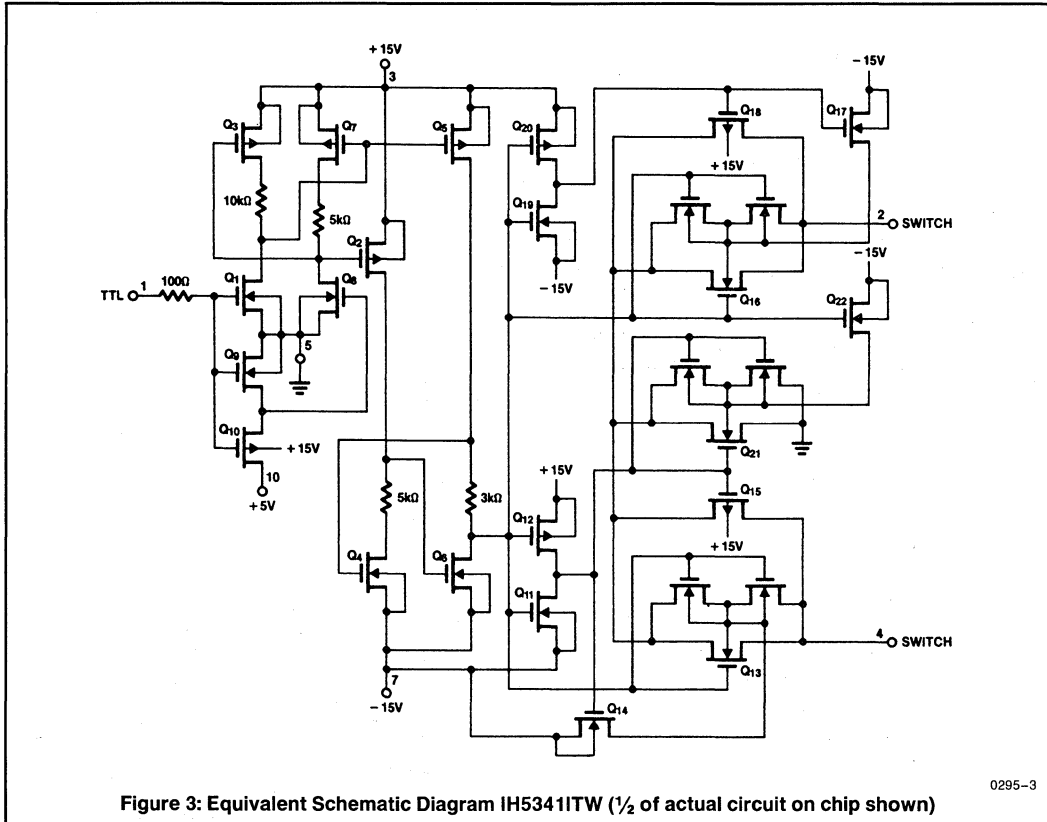 + 15V
3
- 15V
Q3
Q7
Q5
Q20
Q18
Q17
+ 15V
10kΩ
5kΩ
Q19
2
SWITCH
Q2
- 15V
- 15V
TTL
1
100Ω
Q1
Q8
Q16
Q22
5
Q9
Q10
+ 15V
Q21
10
+ 5V
+ 15V
Q15
5kΩ
3kΩ
Q12
+ 15V
Q4
Q6
Q11
4
SWITCH
Q13
7
- 15V
Q14
0295-3
Figure 3: Equivalent Schematic Diagram IH5341ITW (½ of actual circuit on chip shown)